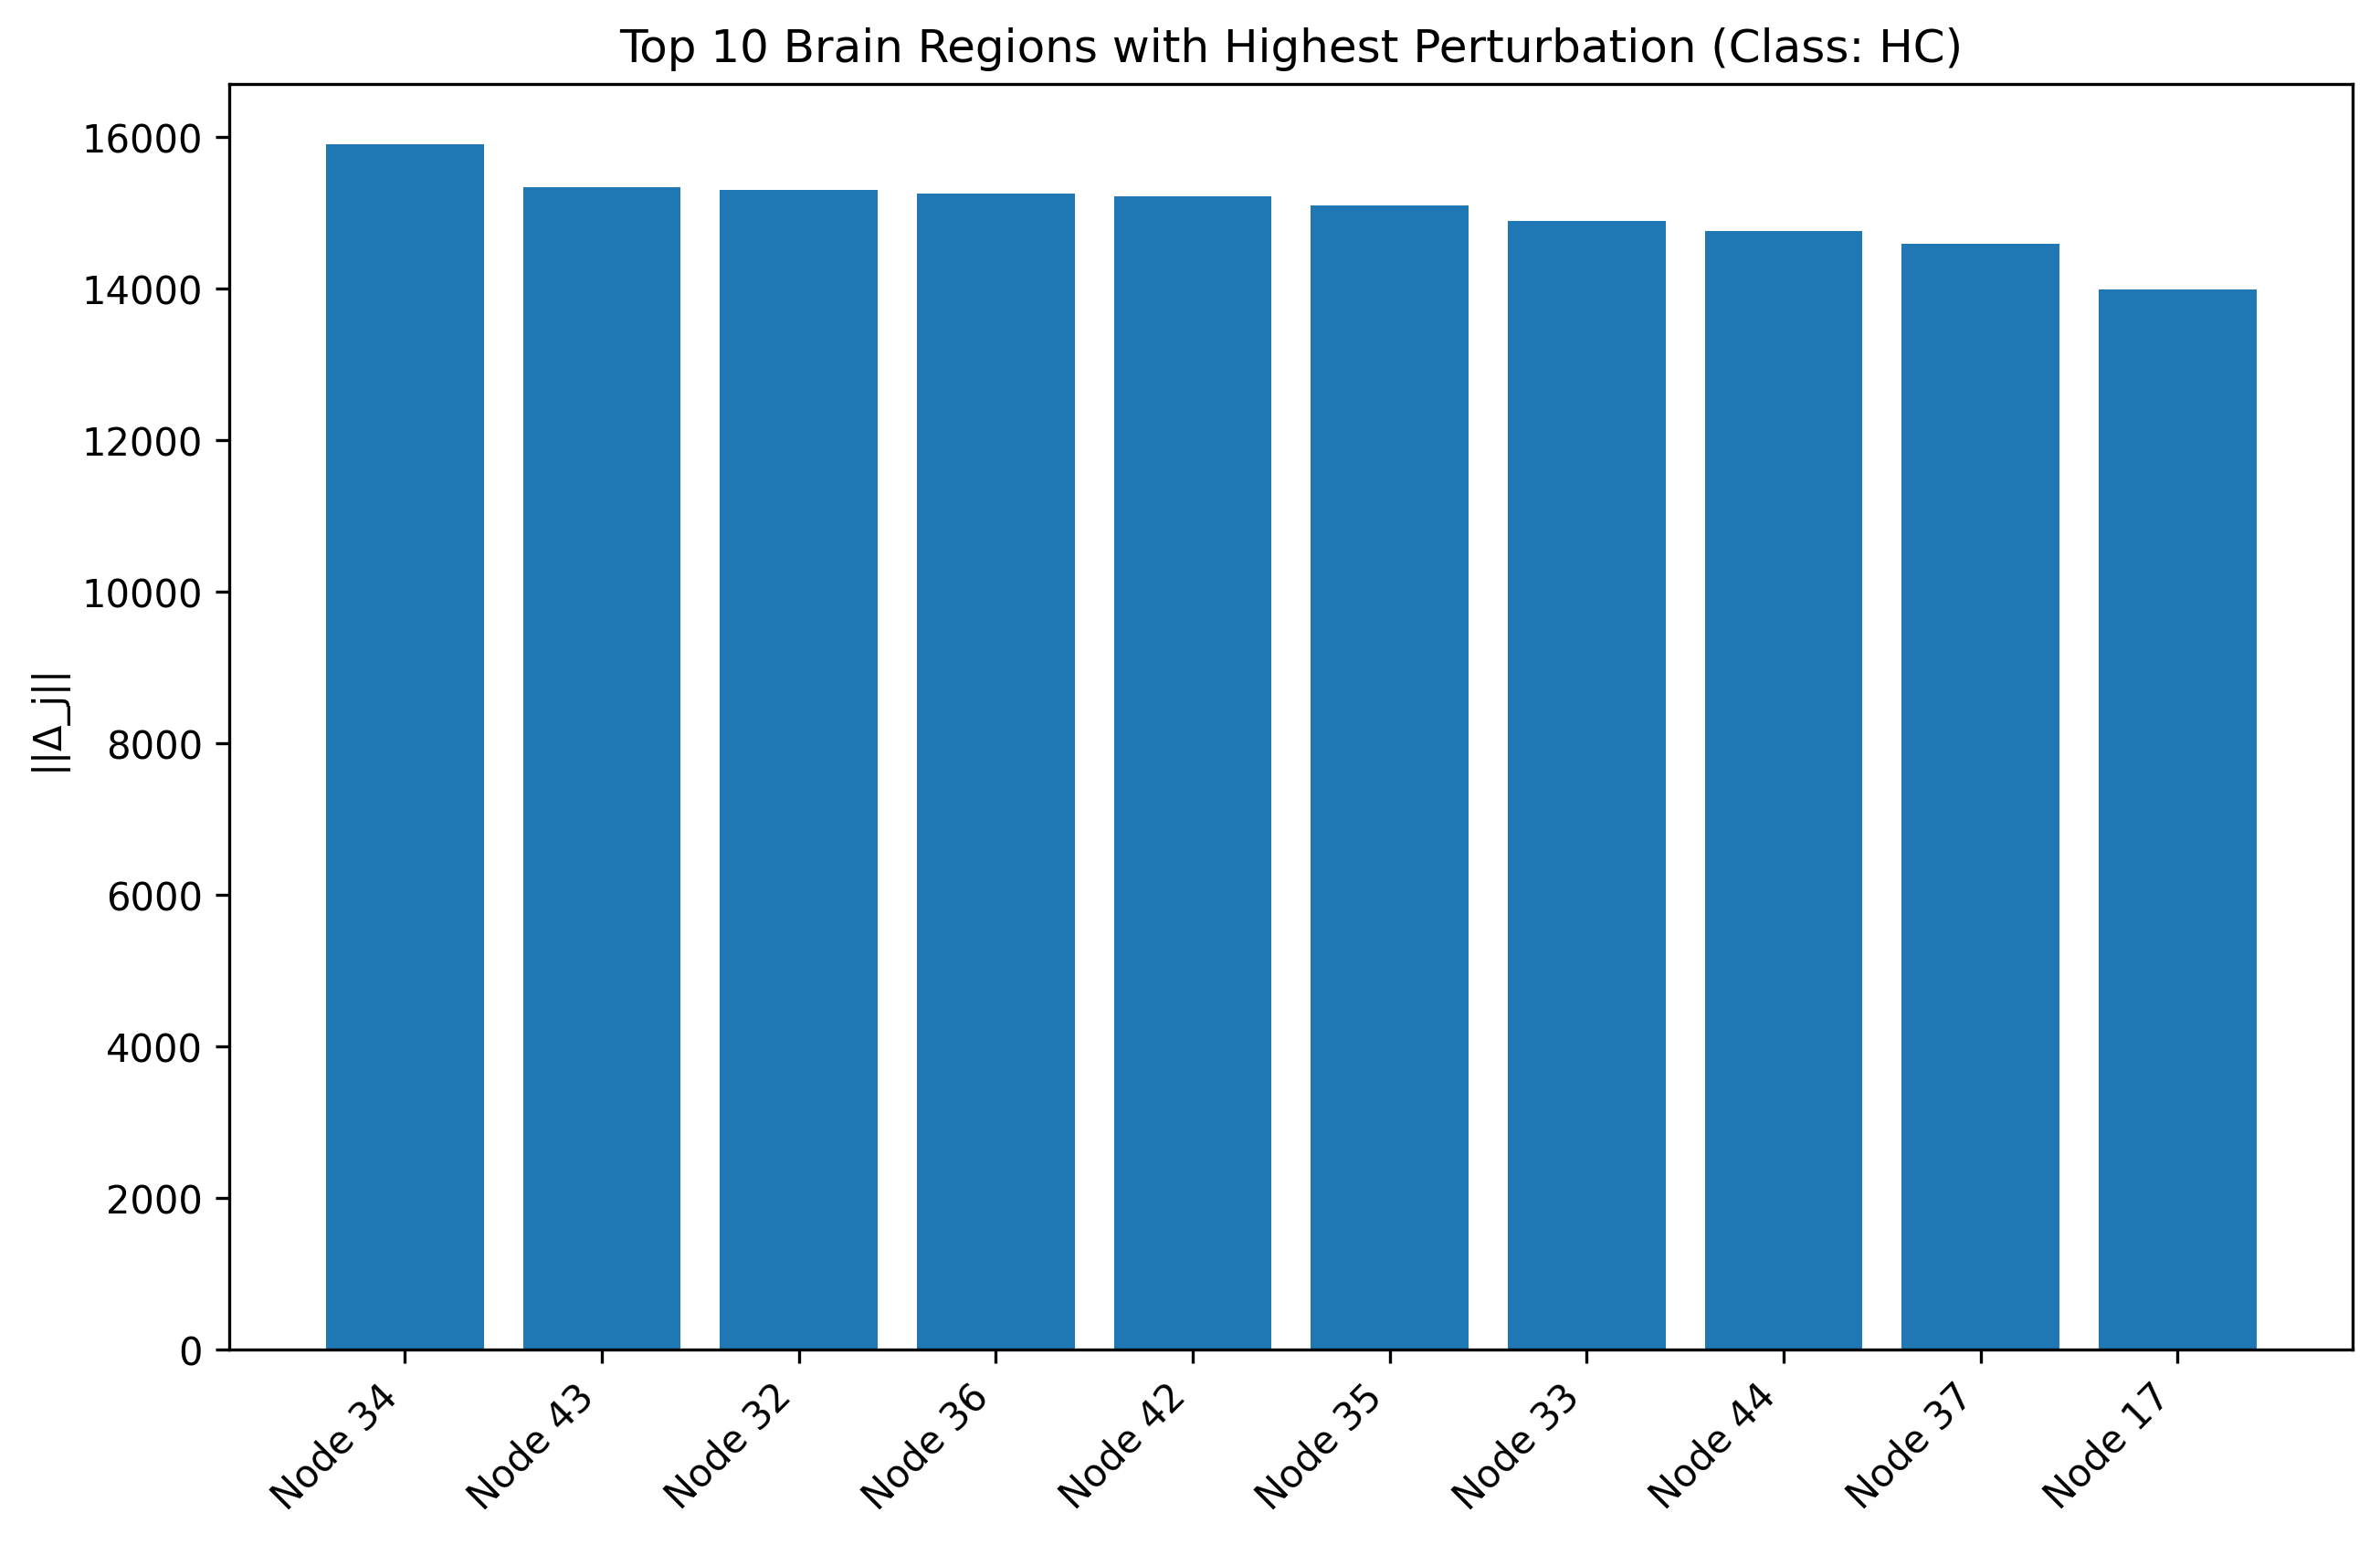 Top 10 Brain Regions with Highest Perturbation (Class: HC)
||Δ_j||
16000
14000
12000
10000
8000
6000
4000
2000
0
Node 34
Node 43
Node 32
Node 36
Node 42
Node 35
Node 33
Node 44
Node 37
Node 17